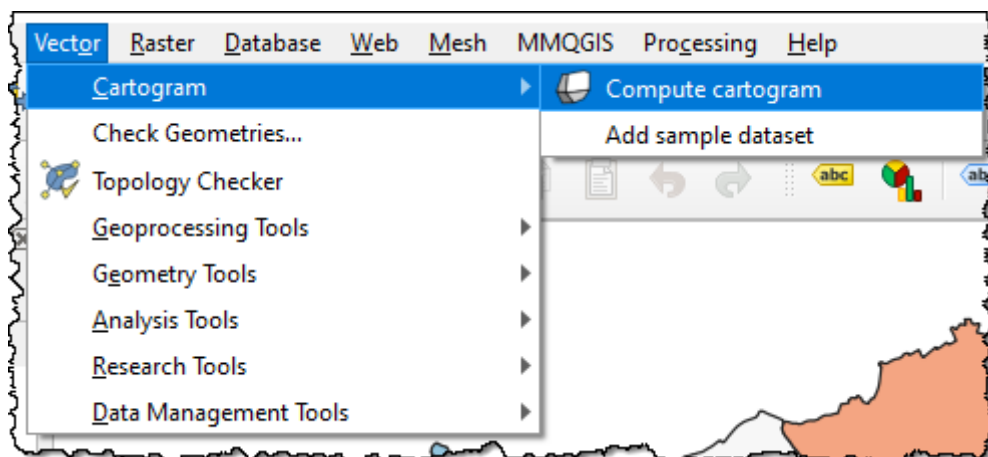 Vector Raster Database Web Mesh MMQGIS Processing Help
Cartogram
Compute cartogram
Check Geometries...
Add sample dataset
Topology Checker
abc
Geoprocessing Tools
Geometry Tools
Analysis Tools
Research Tools
Data Management Tools